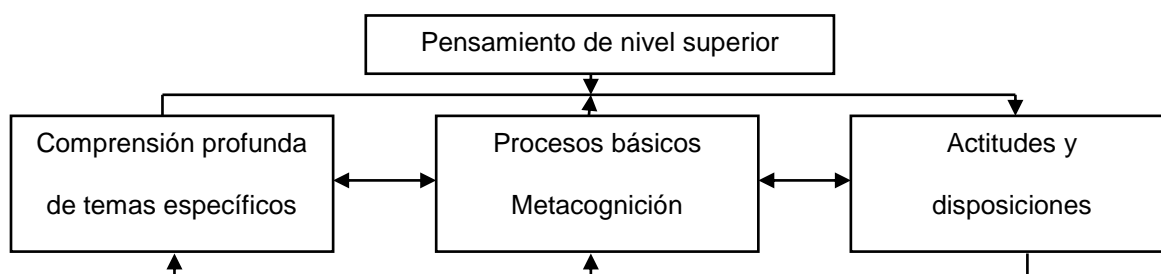 Pensamiento de nivel superior
Comprensión profunda
de temas específicos
Procesos básicos
Metacognición
Actitudes y
disposiciones